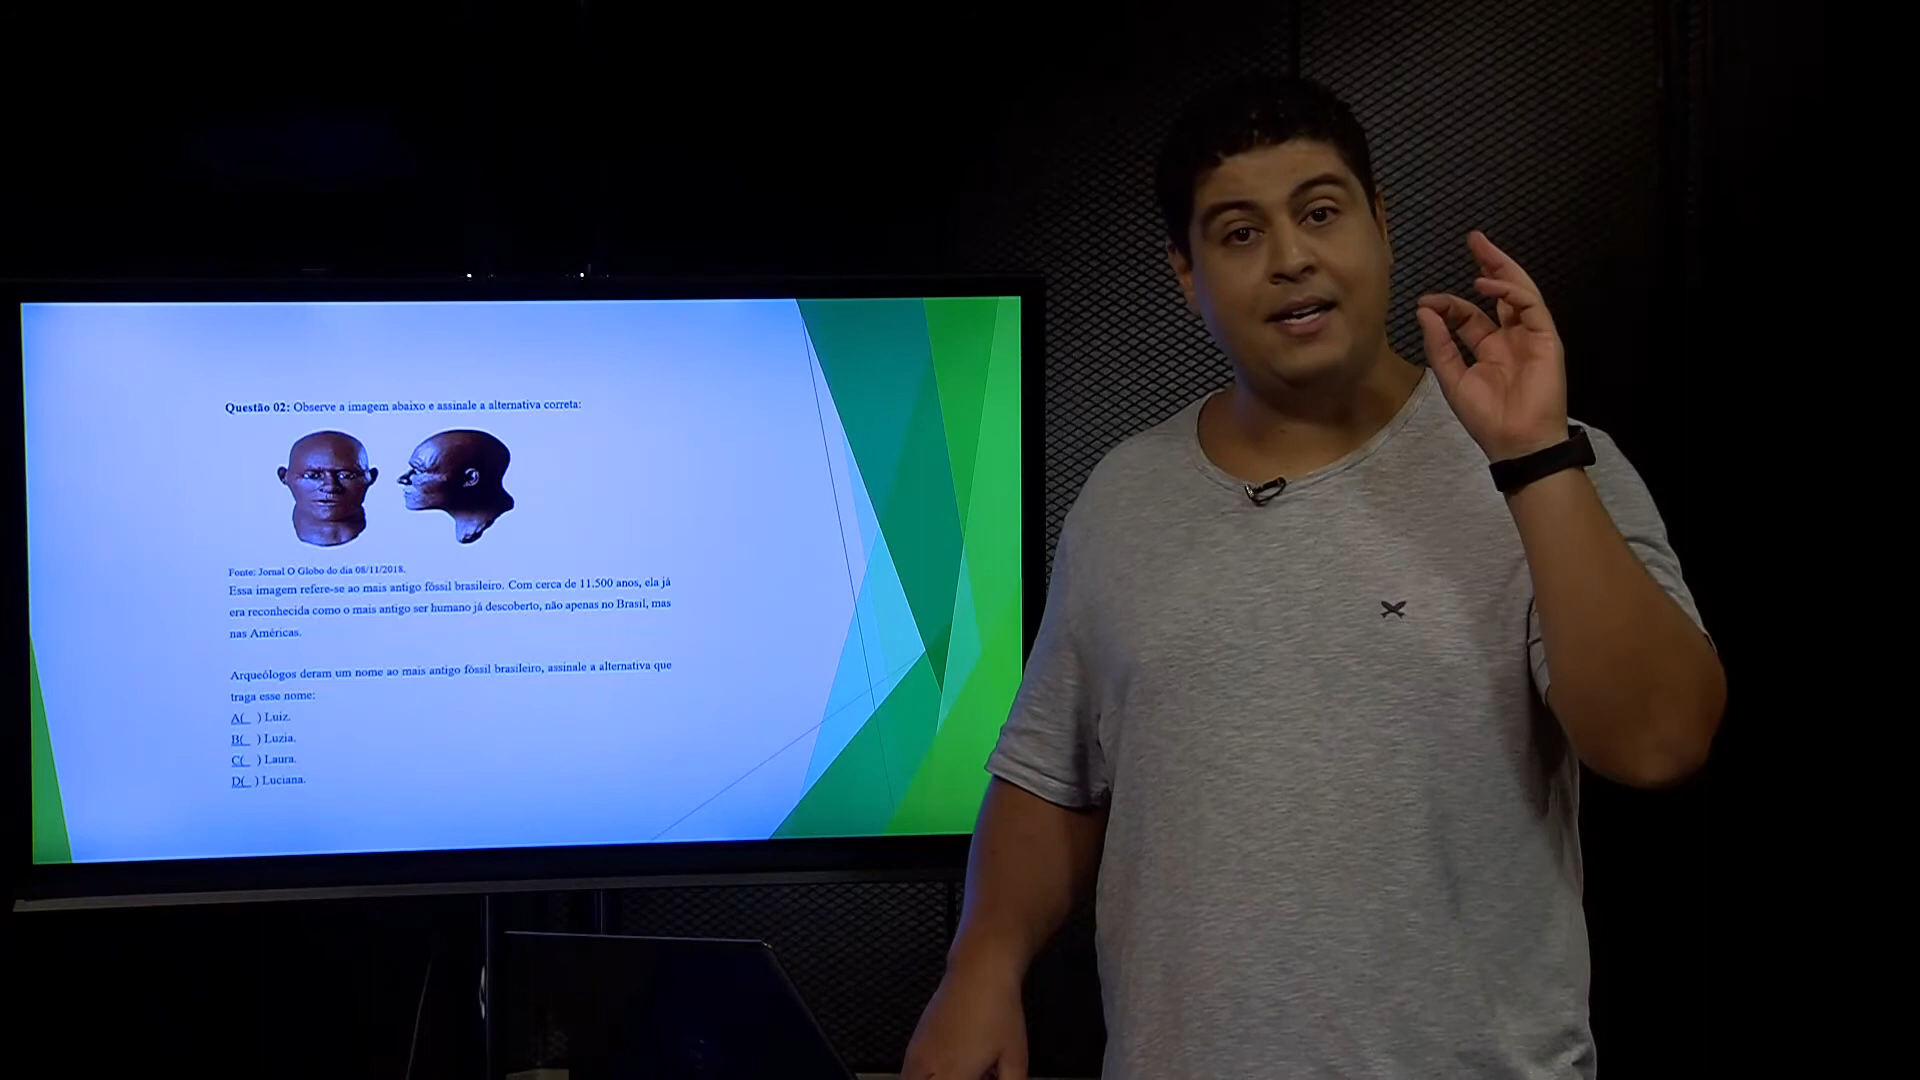 Questão 02: Observe a imagem abaixo e assinale a alternativa correta:
Fonte: Jornal O Globo do dia 08/11/2018.
Essa imagem refere-se ao mais antigo fóssil brasileiro. Com cerca de 11.500 anos, ela já
era reconhecida como o mais antigo ser humano já descoberto, não apenas no Brasil, mas
nas Américas.
Arqueólogos deram um nome ao mais antigo fóssil brasileiro, assinale a alternativa que
traga esse nome:
A(_ ) Luiz.
B(_ ) Luzia.
C(_ ) Laura.
D(_ ) Luciana.